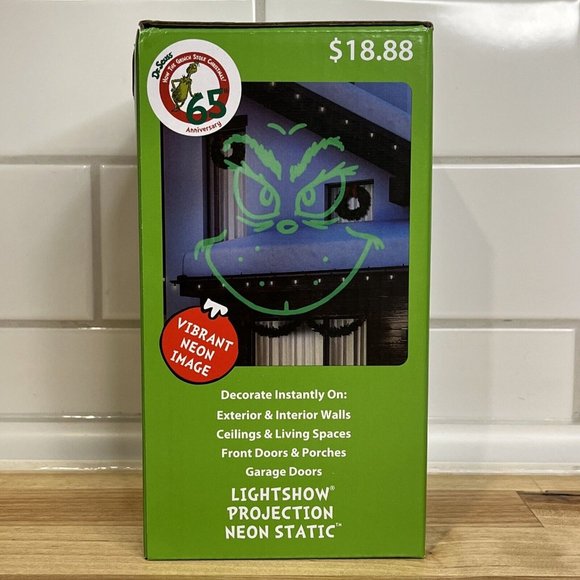 $18.88
Dr. Seuss
How The Grinch Stole Christmas!
65
Anniversary
VIBRANT
NEON
IMAGE
Decorate Instantly On:
Exterior & Interior Walls
Ceilings & Living Spaces
Front Doors & Porches
Garage Doors
LIGHTSHOW®
PROJECTION
NEON STATIC™